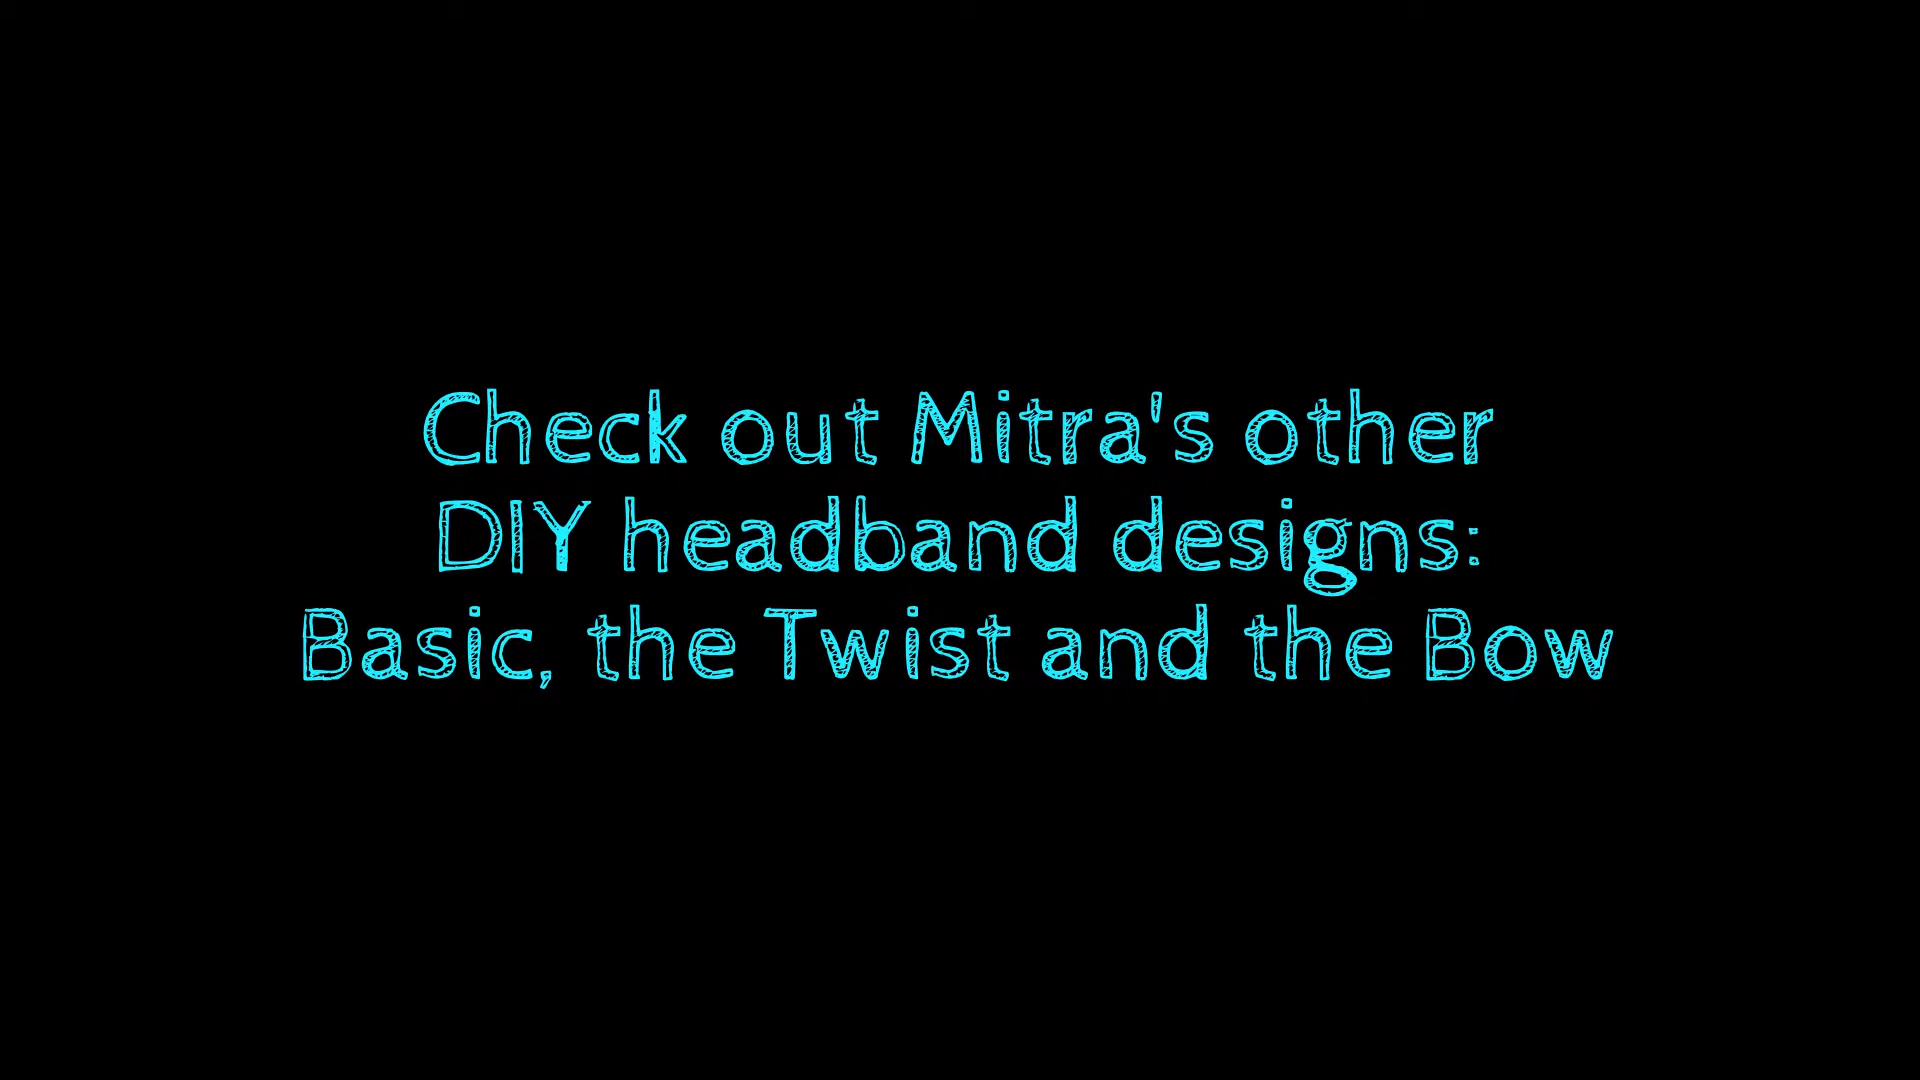 Check out Mitra's other
DIY headband designs:
Basic, the Twist and the Bow